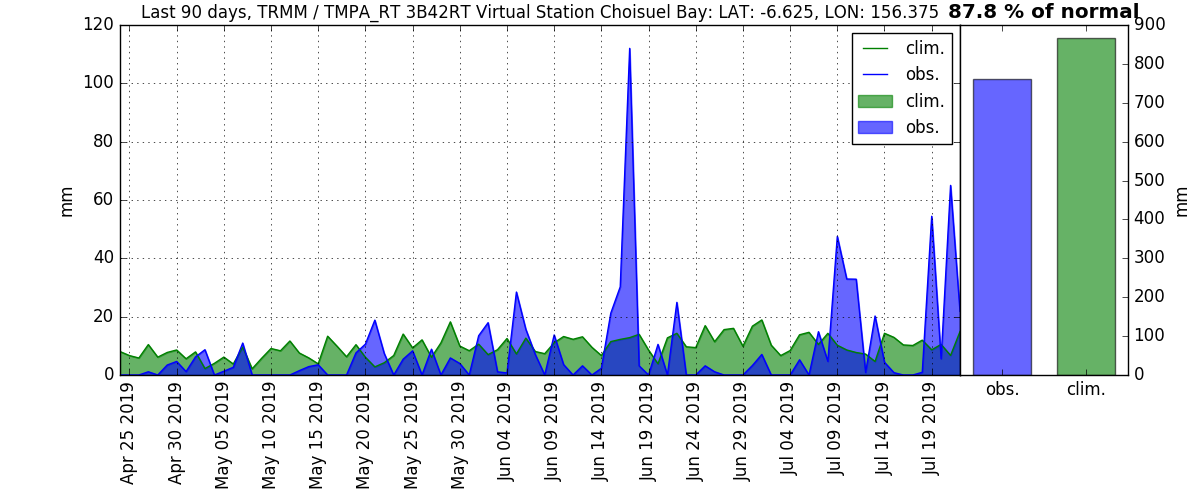 Last 90 days, TRMM / TMPA_RT 3B42RT Virtual Station Choisuel Bay: LAT: -6.625, LON: 156.375 87.8 % of normal
120
100
80
60
40
20
0
mm
clim.
obs.
clim.
obs.
900
800
700
600
500
400
300
200
100
0
mm
Apr 25 2019
Apr 30 2019
May 05 2019
May 10 2019
May 15 2019
May 20 2019
May 25 2019
May 30 2019
Jun 04 2019
Jun 09 2019
Jun 14 2019
Jun 19 2019
Jun 24 2019
Jun 29 2019
Jul 04 2019
Jul 09 2019
Jul 14 2019
Jul 19 2019
obs.
clim.